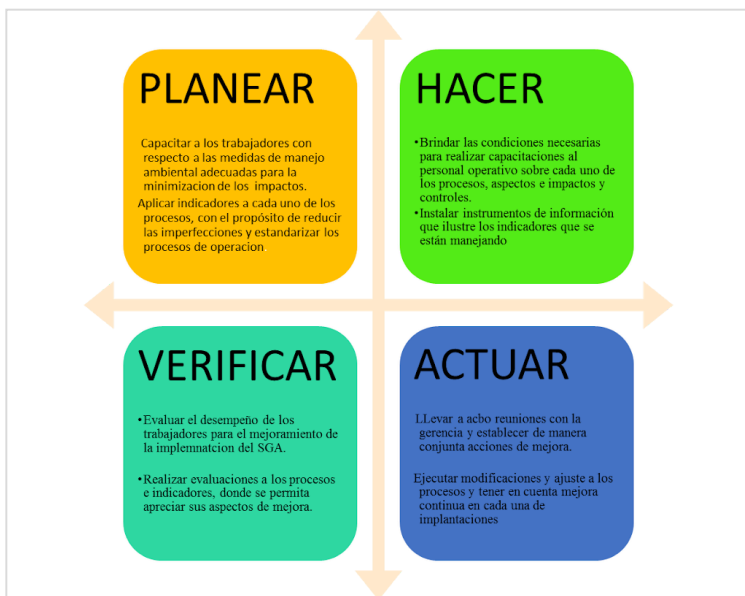 PLANEAR
Capacitar a los trabajadores con
respecto a las medidas de manejo
ambiental adecuadas para la
minimizacion de los impactos.
Aplicar indicadores a cada uno de los
procesos, con el propósito de reducir
las imperfecciones y estandarizar los
procesos de operacion.
HACER
•Brindar las condiciones necesarias
para realizar capacitaciones al
personal operativo sobre cada uno de
los procesos, aspectos e impactos y
controles.
•Instalar instrumentos de información
que ilustre los indicadores que se
están manejando
VERIFICAR
•Evaluar el desempeño de los
trabajadores para el mejoramiento de
la implemnatcion del SGA.
•Realizar evaluaciones a los procesos
e indicadores, donde se permita
apreciar sus aspectos de mejora.
ACTUAR
LLevar a acbo reuniones con la
gerencia y establecer de manera
conjunta acciones de mejora.
Ejecutar modificaciones y ajuste a los
procesos y tener en cuenta mejora
continua en cada una de
implantaciones